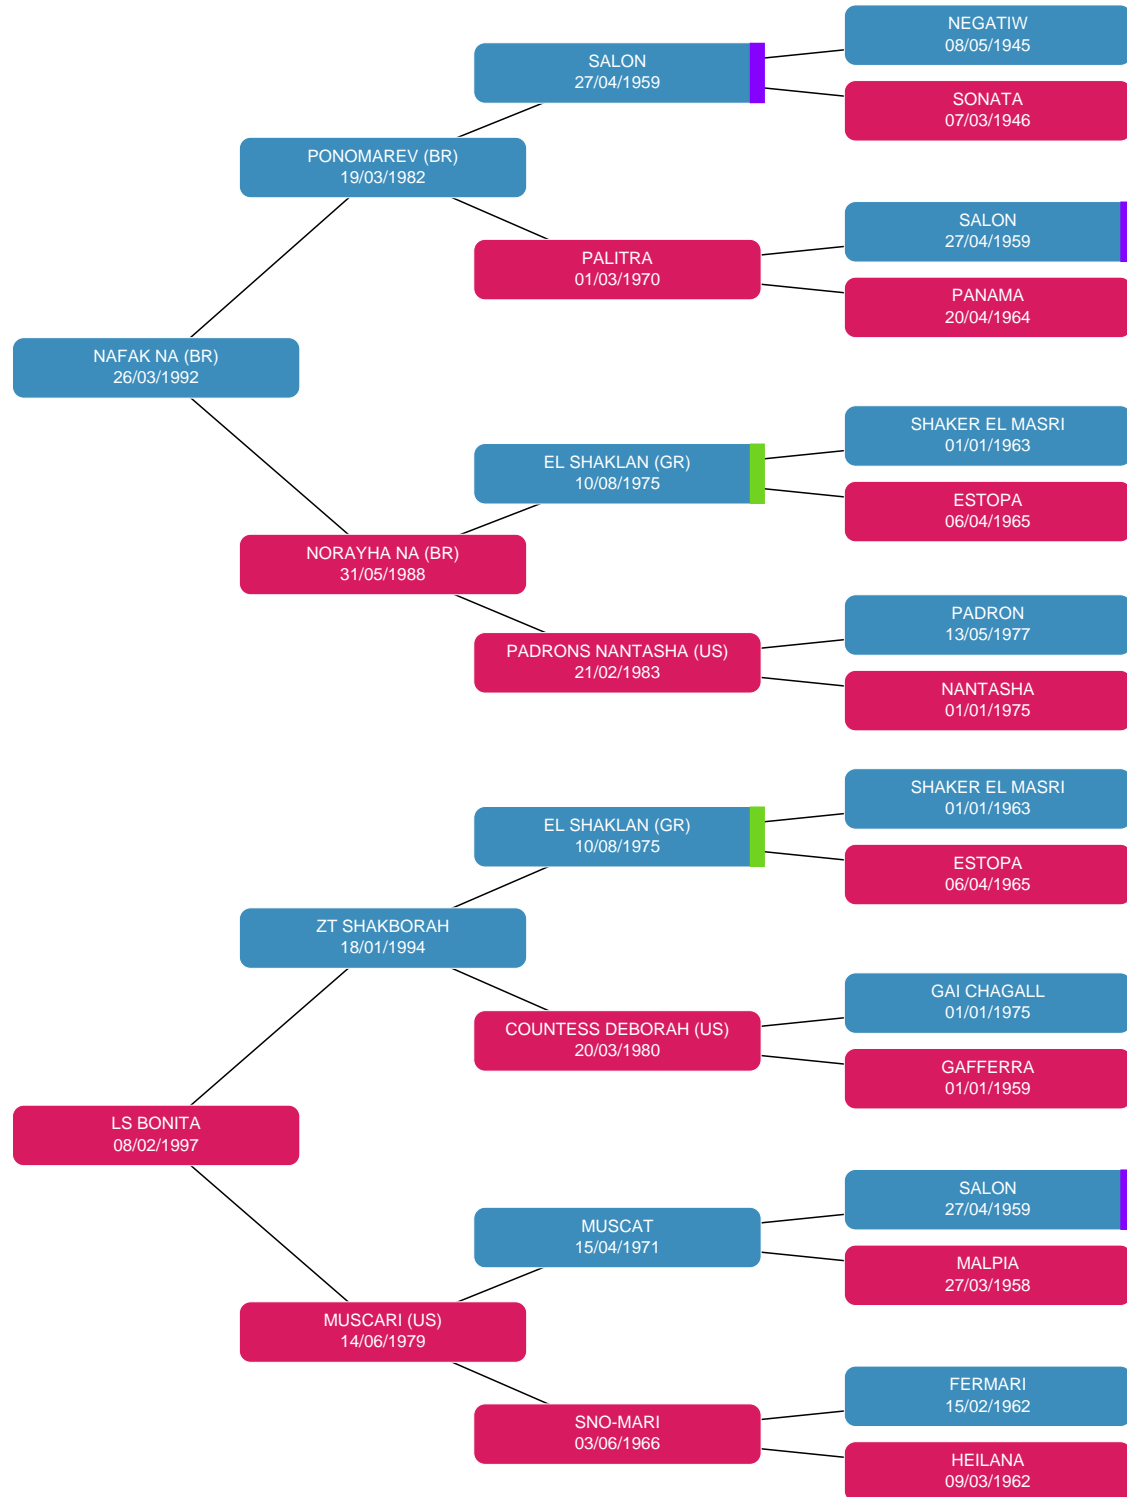 NEGATIW
08/05/1945
SALON
27/04/1959
SONATA
07/03/1946
PONOMAREV (BR)
19/03/1982
SALON
27/04/1959
PALITRA
01/03/1970
PANAMA
20/04/1964
NAFAK NA (BR)
26/03/1992
SHAKER EL MASRI
01/01/1963
EL SHAKLAN (GR)
10/08/1975
ESTOPA
06/04/1965
NORAYHA NA (BR)
31/05/1988
PADRON
13/05/1977
PADRONS NANTASHA (US)
21/02/1983
NANTASHA
01/01/1975
SHAKER EL MASRI
01/01/1963
EL SHAKLAN (GR)
10/08/1975
ESTOPA
06/04/1965
ZT SHAKBORAH
18/01/1994
GAI CHAGALL
01/01/1975
COUNTESS DEBORAH (US)
20/03/1980
GAFFERRA
01/01/1959
LS BONITA
08/02/1997
SALON
27/04/1959
MUSCAT
15/04/1971
MALPIA
27/03/1958
MUSCARI (US)
14/06/1979
FERMARI
15/02/1962
SNO-MARI
03/06/1966
HEILANA
09/03/1962